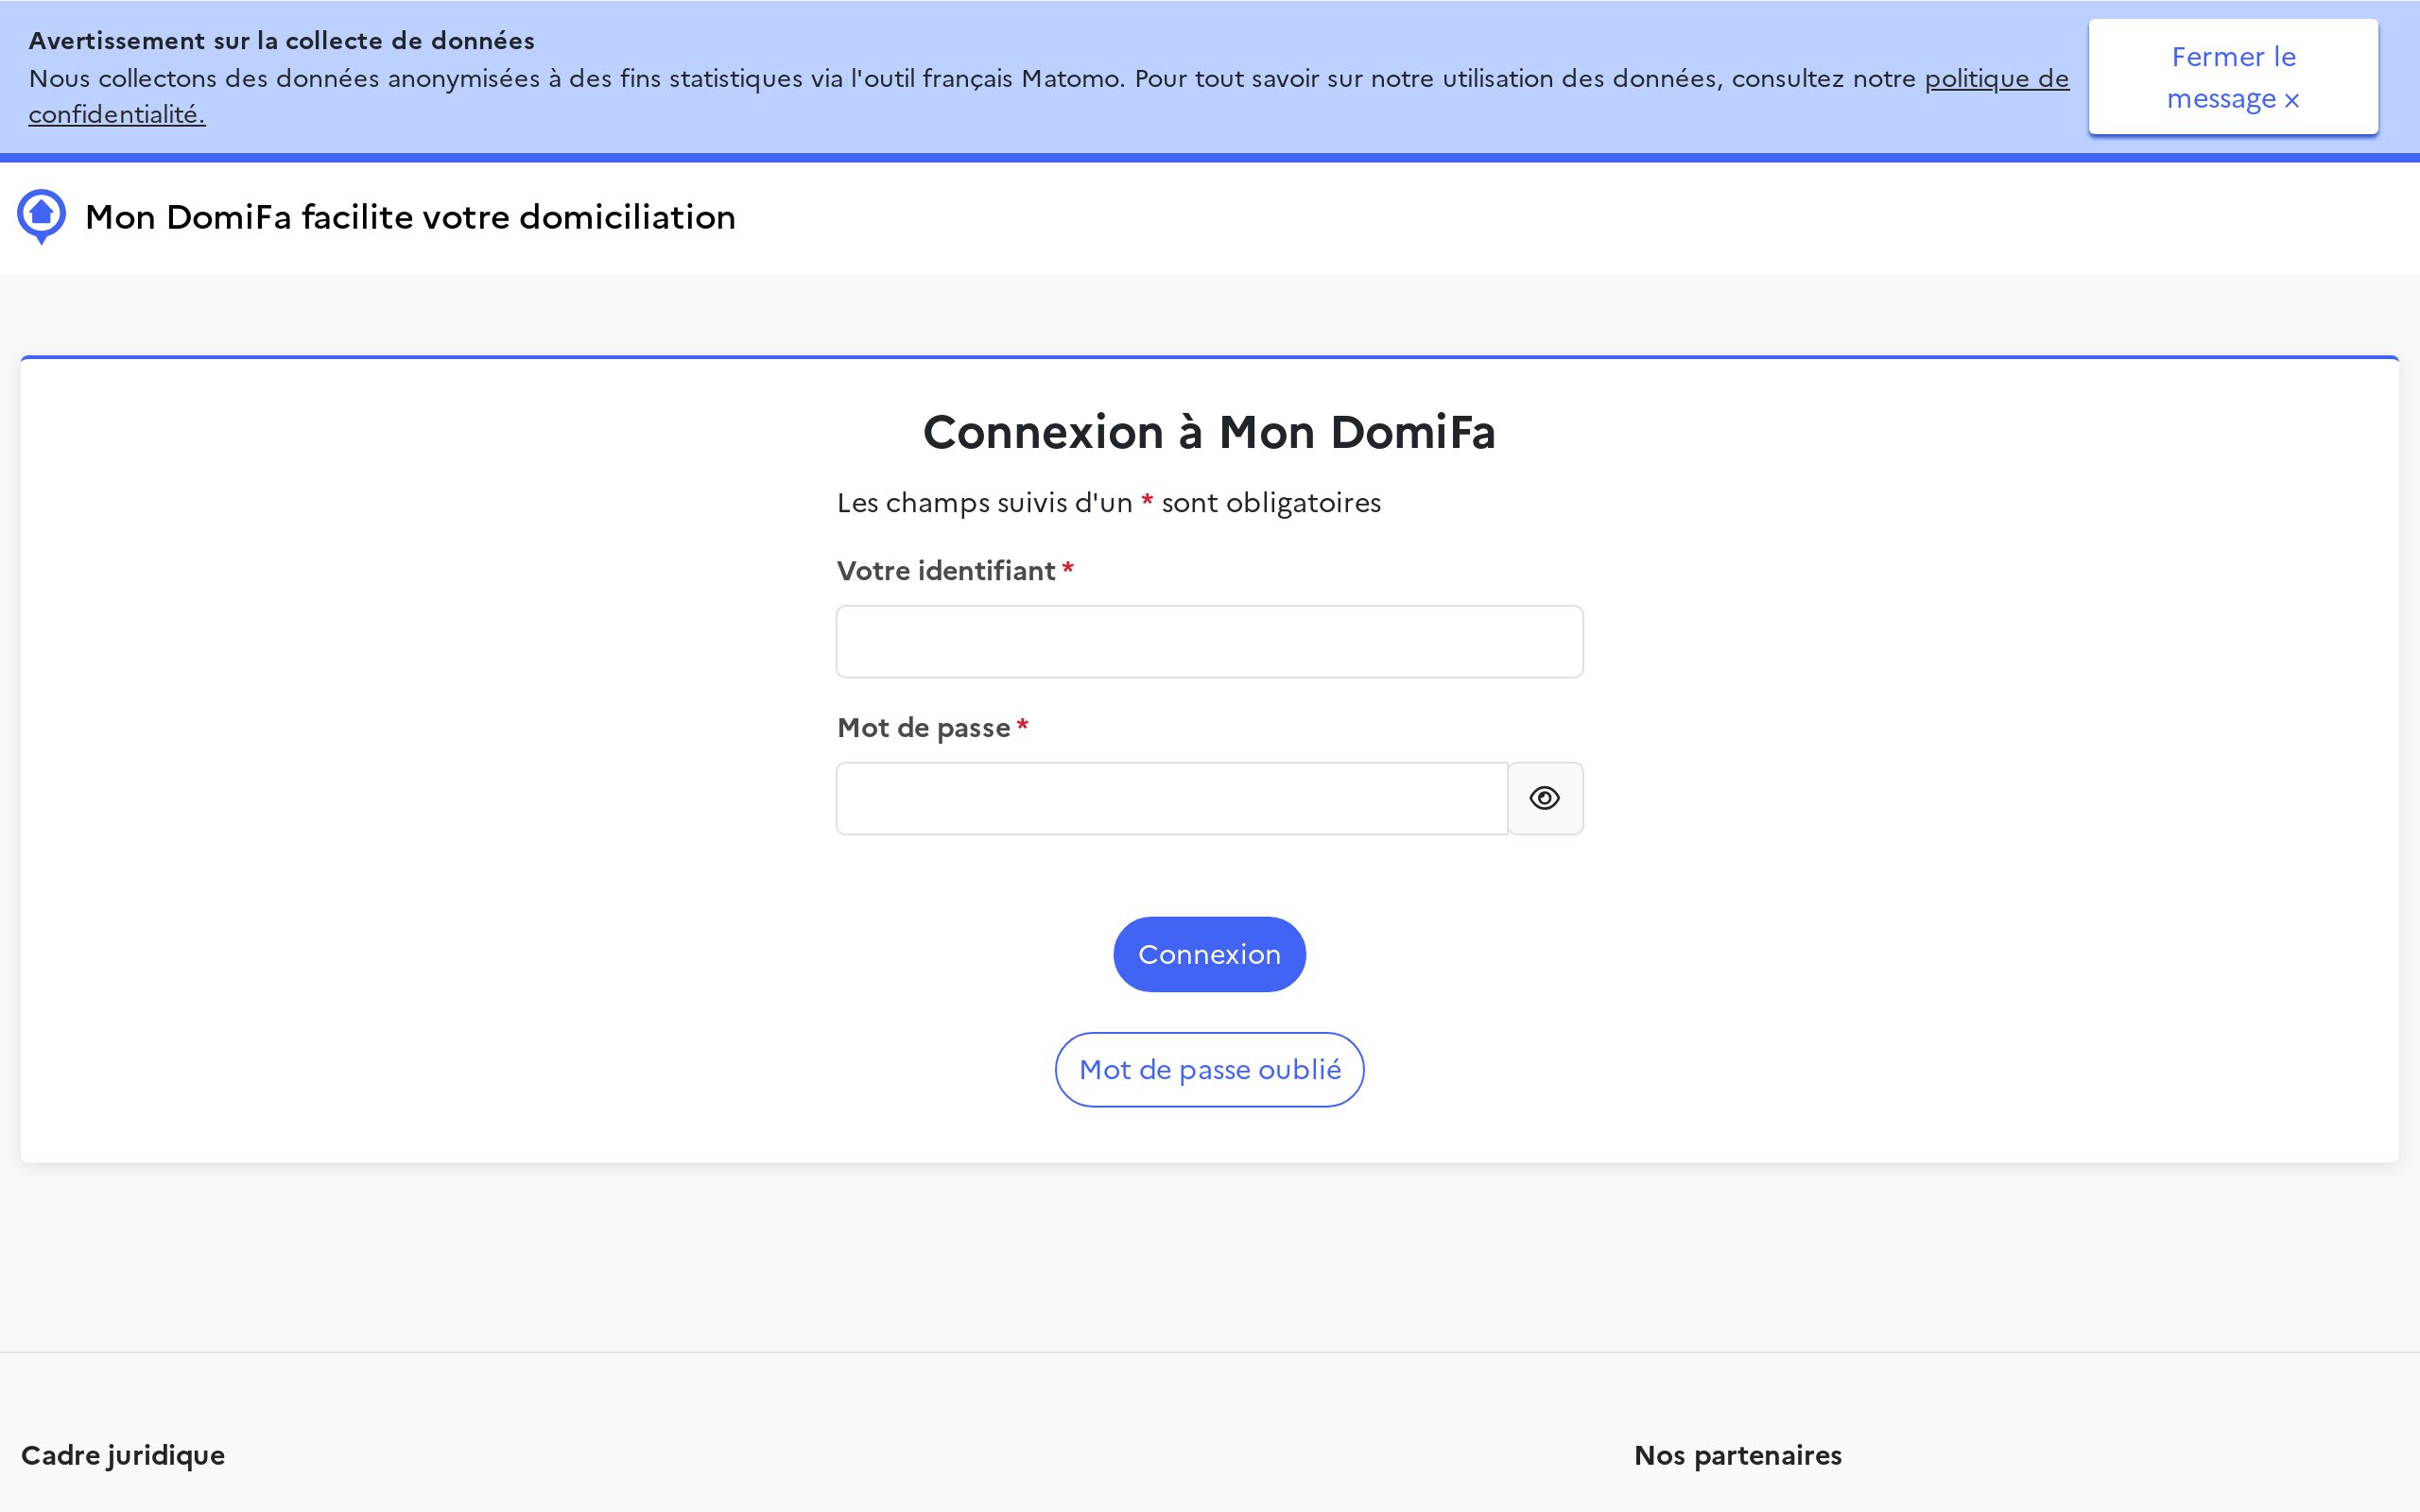 Avertissement sur la collecte de données
Nous collectons des données anonymisées à des fins statistiques via l'outil français Matomo. Pour tout savoir sur notre utilisation des données, consultez notre politique de
confidentialité.
Fermer le
message ×
Mon DomiFa facilite votre domiciliation
Connexion à Mon DomiFa
Les champs suivis d'un * sont obligatoires
Votre identifiant *
Mot de passe *
Connexion
Mot de passe oublié
Cadre juridique
Nos partenaires